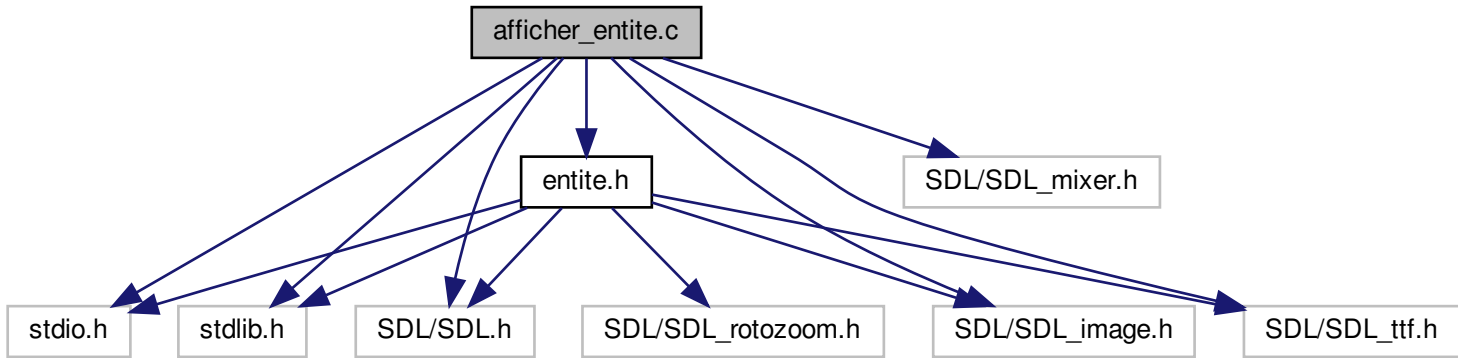 afficher_entite.c
entite.h
SDL/SDL_mixer.h
stdio.h
stdlib.h
SDL/SDL.h
SDL/SDL_rotozoom.h
SDL/SDL_image.h
SDL/SDL_ttf.h